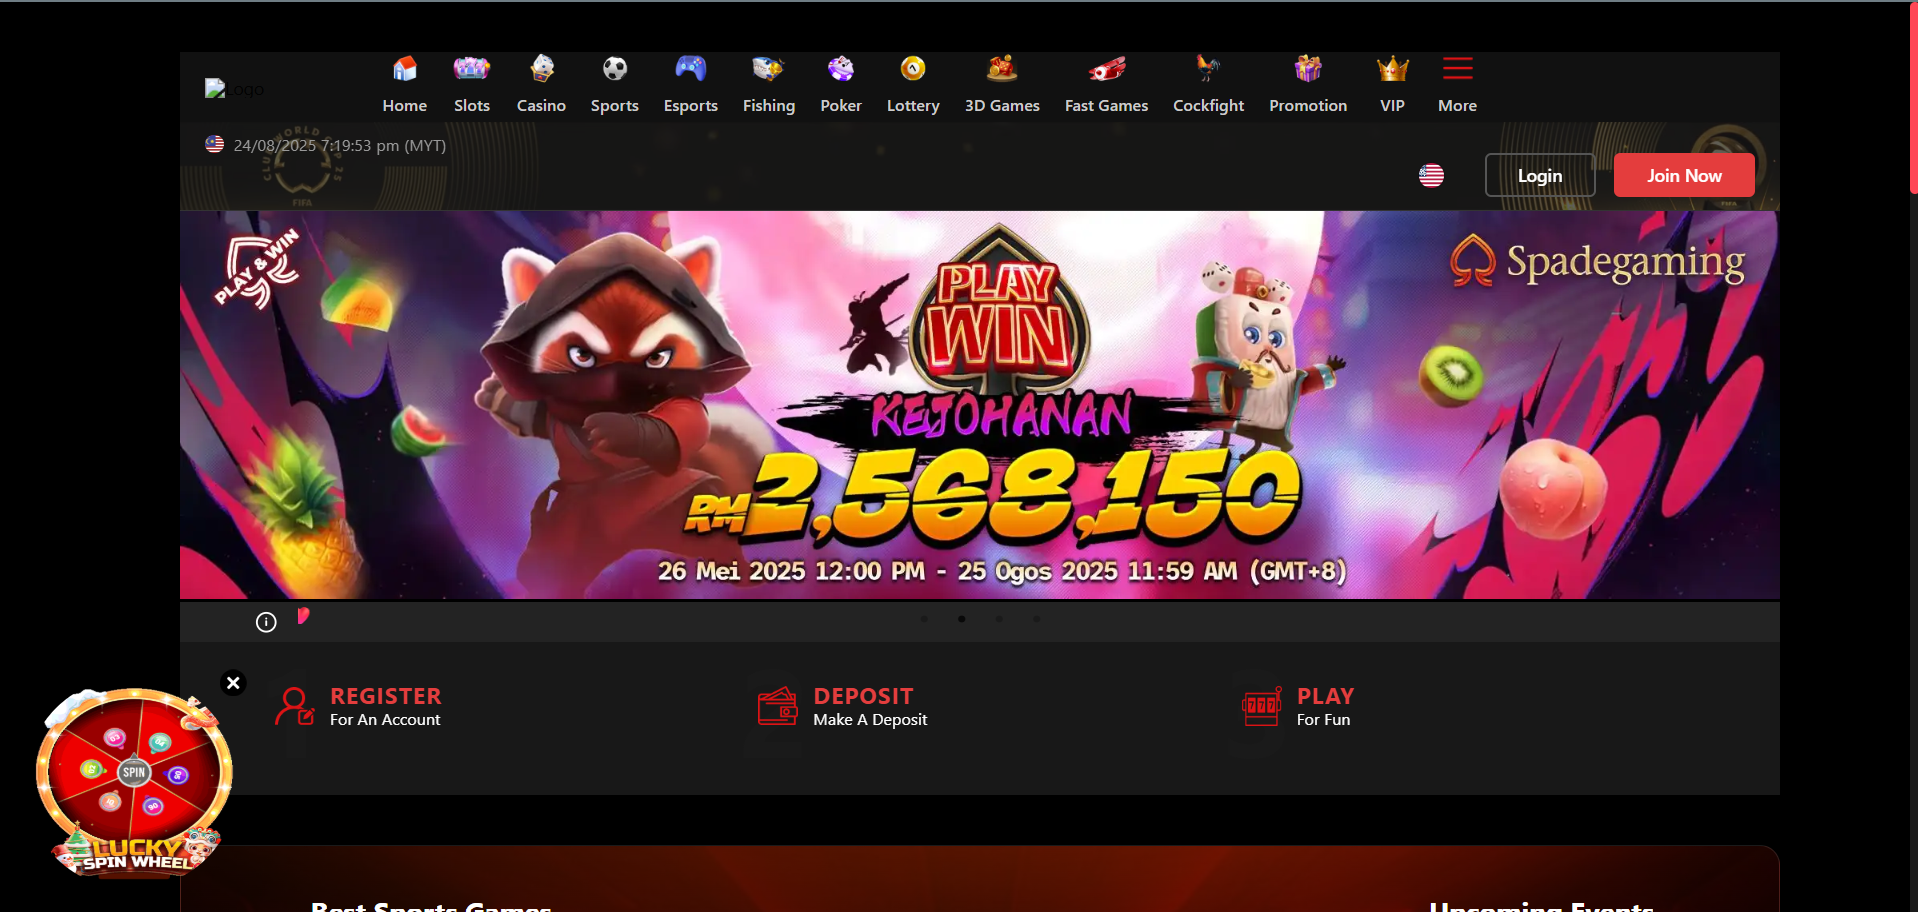 Logo
Home Slots Casino Sports Esports Fishing Poker Lottery 3D Games Fast Games Cockfight Promotion VIP More
24/08/2025 7:19:53 pm (MYT)
FIFA
Login
Join Now
PLAY & WIN
Spadegaming
PLAY
WIN
KEJOHANAN
RM2,568,150
26 Mei 2025 12:00 PM - 25 Ogos 2025 11:59 AM (GMT+8)
REGISTER
For An Account
DEPOSIT
Make A Deposit
PLAY
For Fun
777
SPIN
LUCKY
SPIN WHEEL
Best Sports Games
Upcoming Events